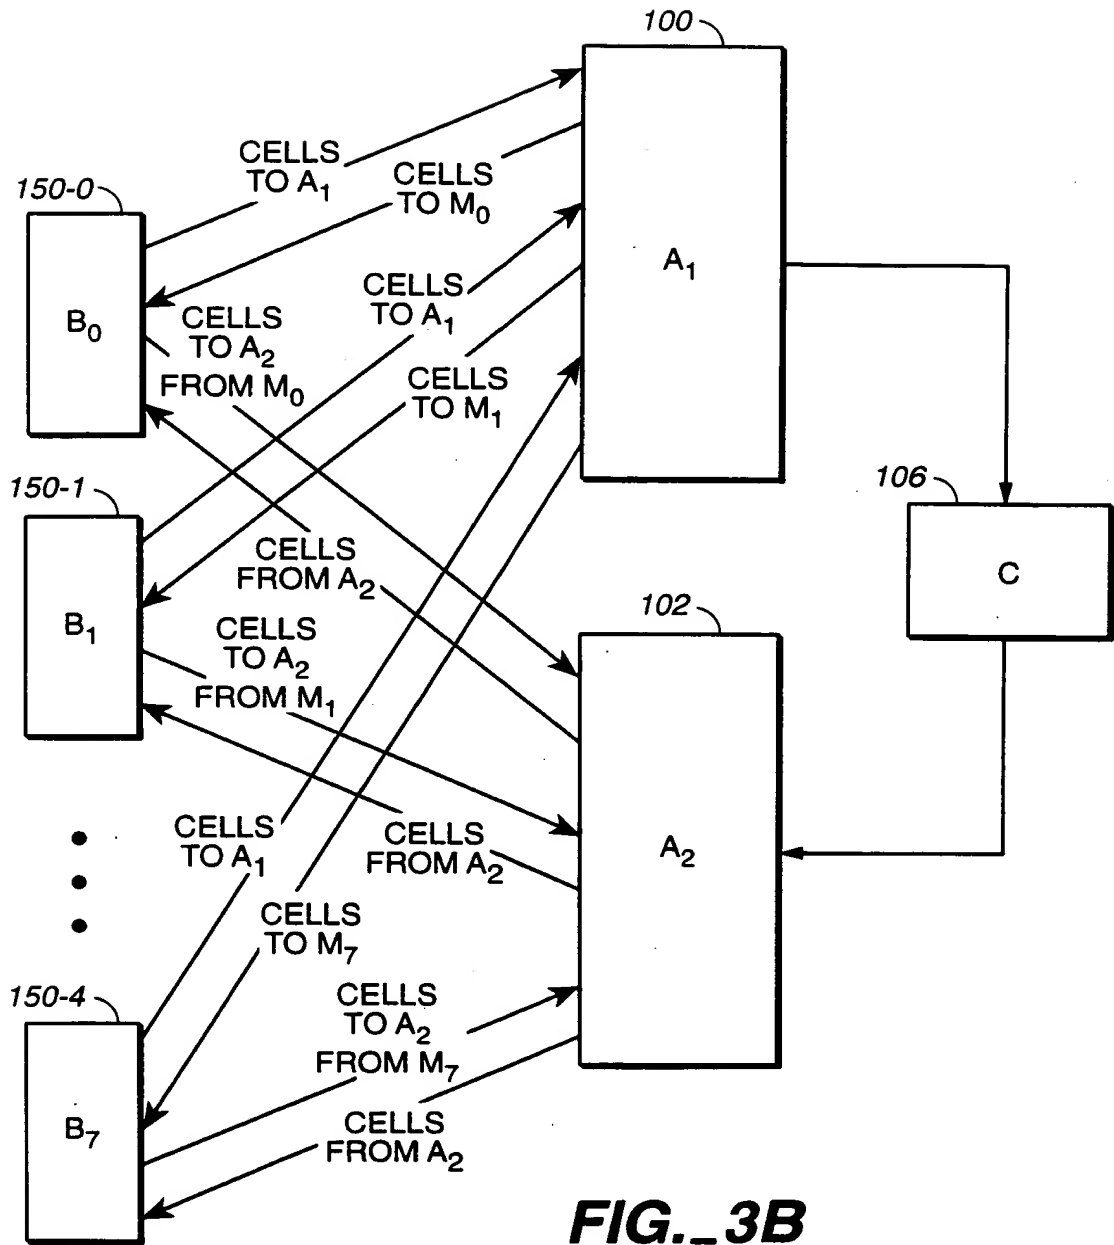 100
CELLS
TO A₁
CELLS
TO M₀
150-0
B₀
A₁
CELLS
TO A₁
CELLS
TO A₂
FROM M₀
CELLS
TO M₁
150-1
106
CELLS
FROM A₂
C
B₁
102
CELLS
TO A₂
FROM M₁
CELLS
TO A₁
CELLS
FROM A₂
A₂
CELLS
TO M₇
150-4
CELLS
TO A₂
FROM M₇
B₇
CELLS
FROM A₂
FIG._3B